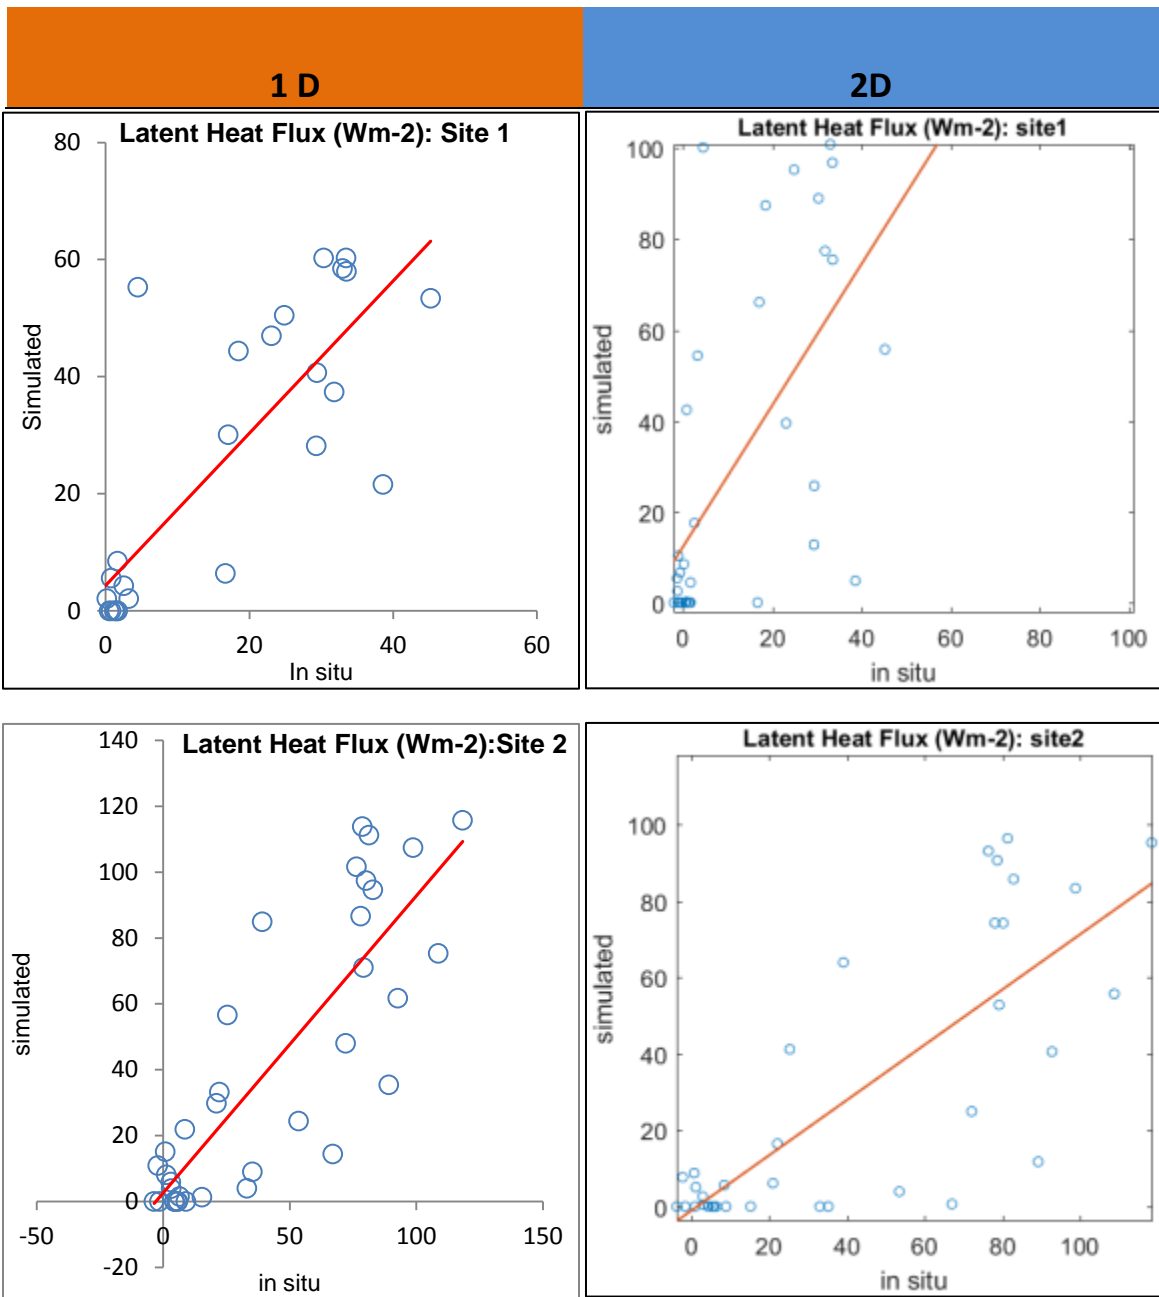 1 D
2D
Latent Heat Flux (Wm-2): Site 1
80
60
40
20
0
Simulated
0 20 40 60
In situ
Latent Heat Flux (Wm-2): site1
100
80
60
40
20
0
simulated
0 20 40 60 80 100
in situ
Latent Heat Flux (Wm-2):Site 2
140
120
100
80
60
40
20
0
-20
simulated
-50 0 50 100 150
in situ
Latent Heat Flux (Wm-2): site2
100
80
60
40
20
0
simulated
0 20 40 60 80 100
in situ